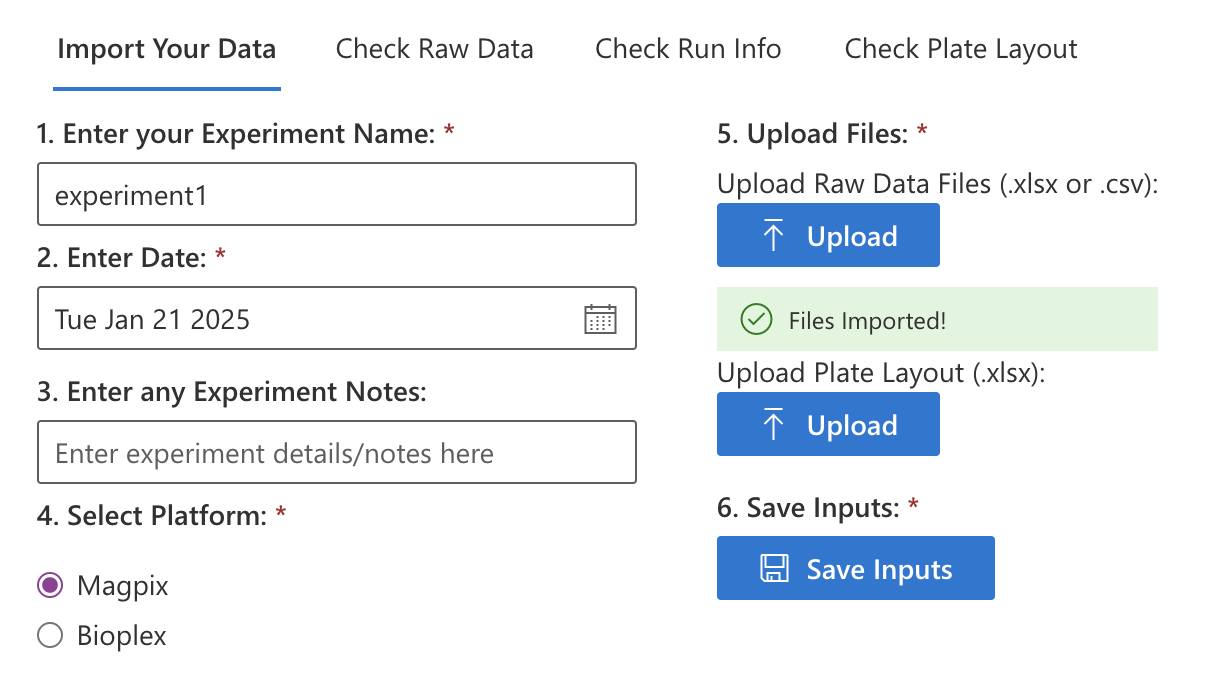 Import Your Data Check Raw Data Check Run Info Check Plate Layout
1. Enter your Experiment Name: *
experiment1
2. Enter Date: *
Tue Jan 21 2025
3. Enter any Experiment Notes:
Enter experiment details/notes here
4. Select Platform: *
Magpix
Bioplex
5. Upload Files: *
Upload Raw Data Files (.xlsx or .csv):
Upload
Files Imported!
Upload Plate Layout (.xlsx):
Upload
6. Save Inputs: *
Save Inputs